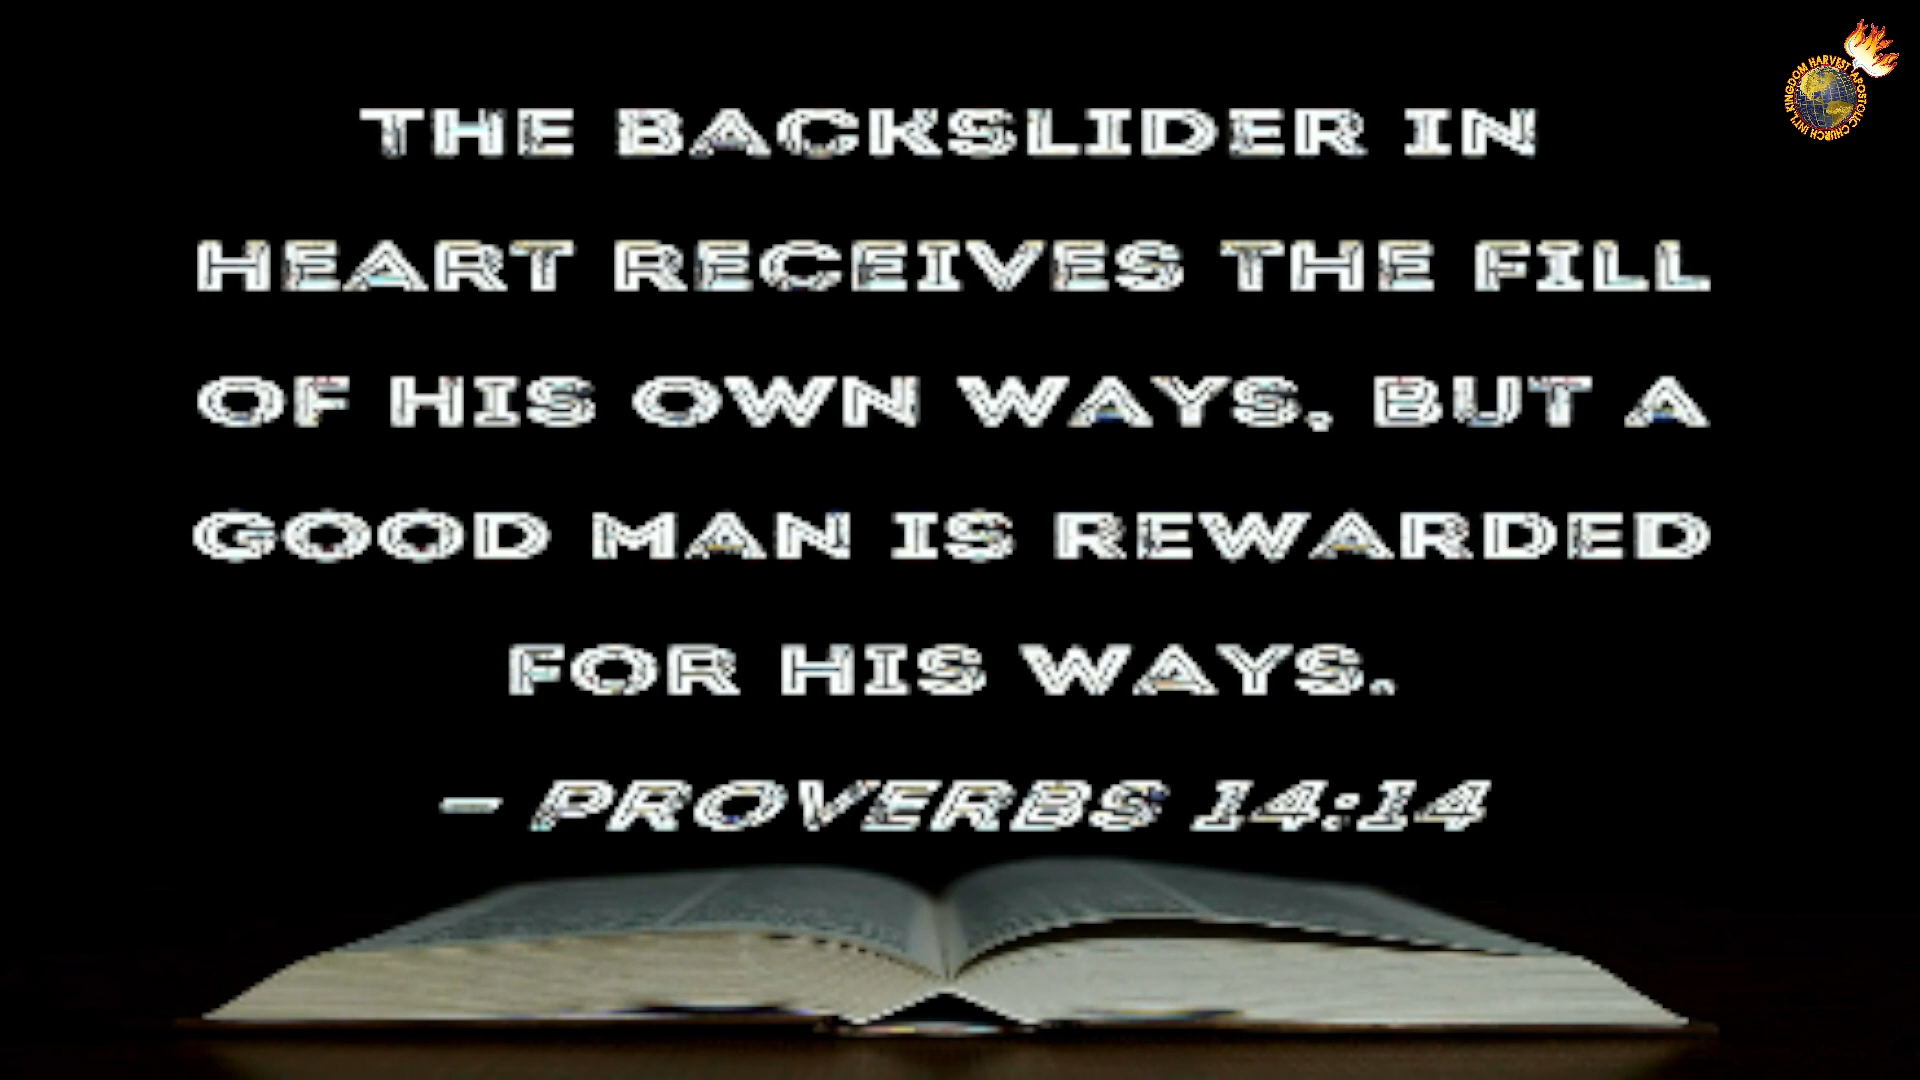 THE BACKSLIDER IN
HEART RECEIVES THE FILL
OF HIS OWN WAYS, BUT A
GOOD MAN IS REWARDED
FOR HIS WAYS.
– PROVERBS 14:14
KINGDOM HARVEST APOSTOLIC CHURCH INT'L